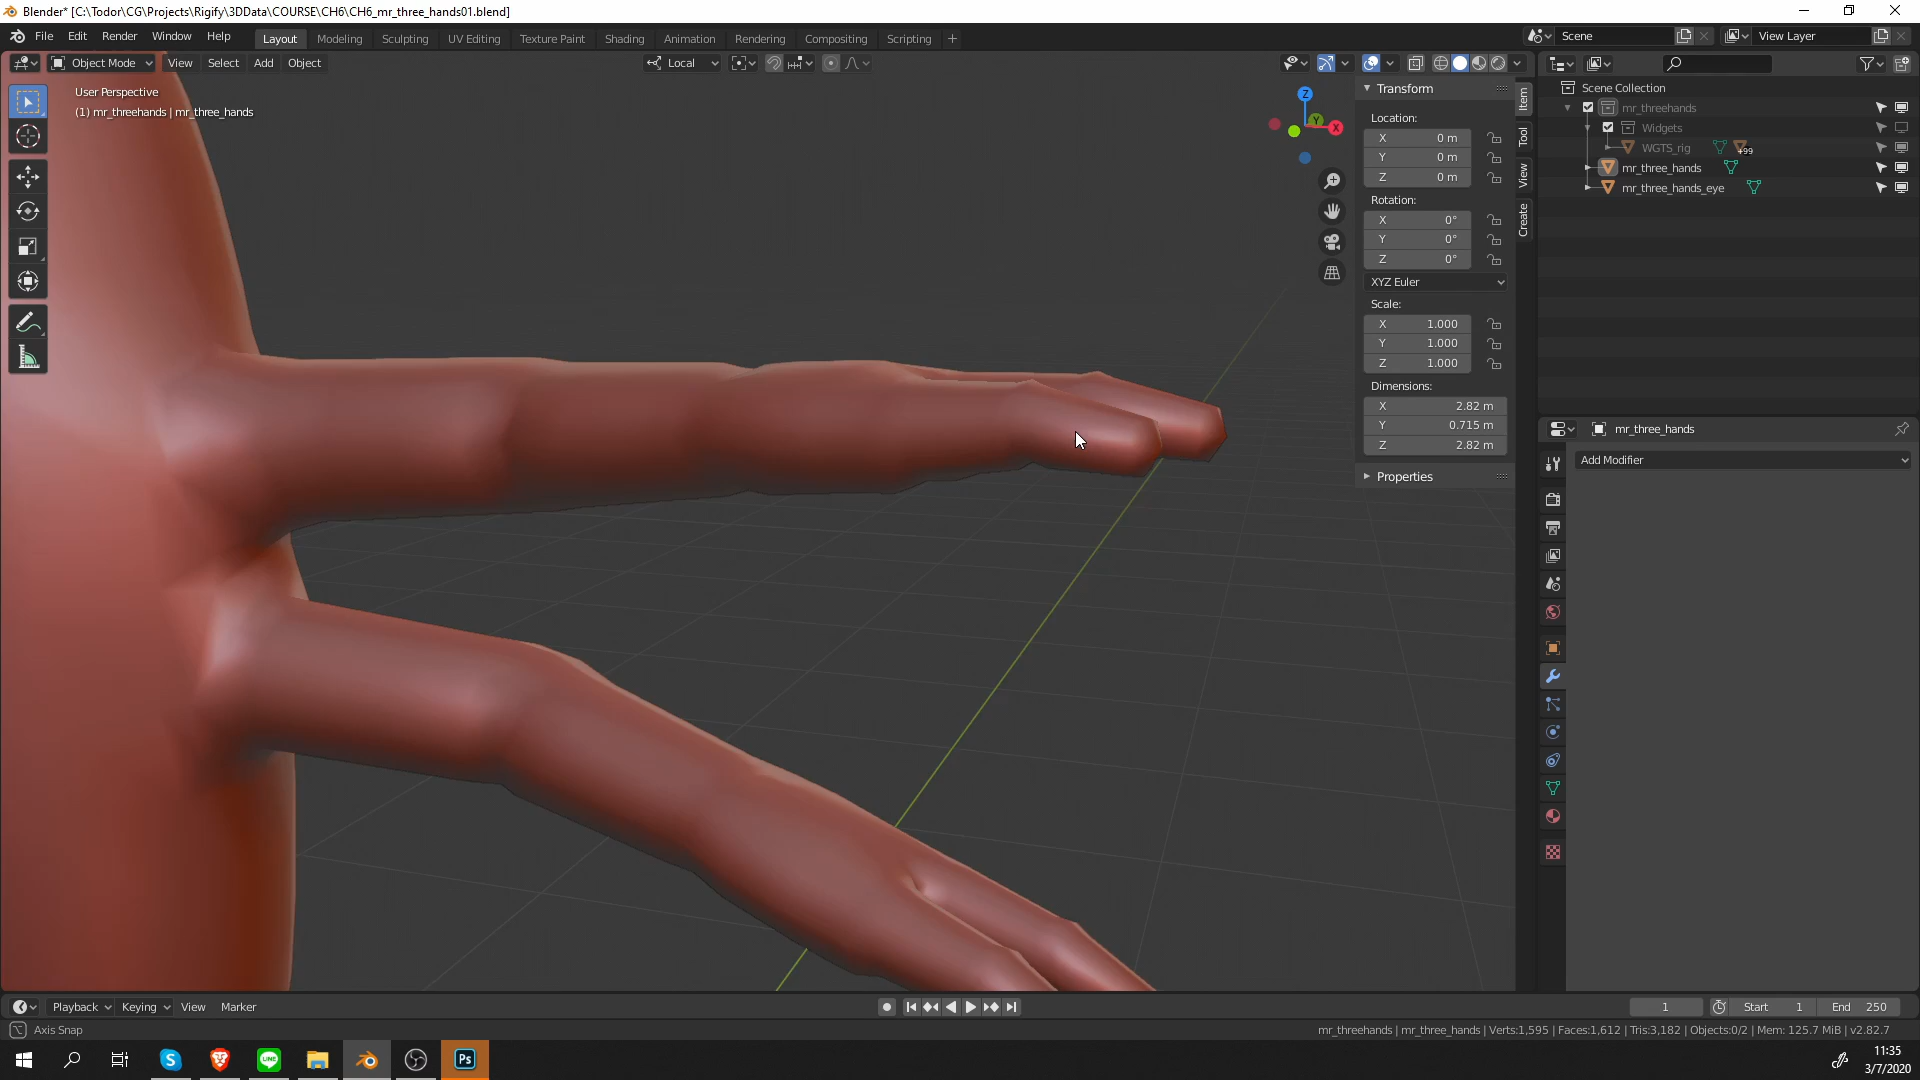 Blender* [C:\Todor\CG\Projects\Rigify\3DData\COURSE\CH6\CH6_mr_three_hands01.blend]
File Edit Render Window Help Layout Modeling Sculpting UV Editing Texture Paint Shading Animation Rendering Compositing Scripting + Scene View Layer
Object Mode View Select Add Object Local
User Perspective
(1) mr_threehands | mr_three_hands
Z
Y
X
Transform
Location:
X 0 m
Y 0 m
Z 0 m
Rotation:
X 0°
Y 0°
Z 0°
XYZ Euler
Scale:
X 1.000
Y 1.000
Z 1.000
Dimensions:
X 2.82 m
Y 0.715 m
Z 2.82 m
Properties
Item
Tool
View
Create
Scene Collection
mr_threehands
Widgets
WGTS_rig +99
mr_three_hands
mr_three_hands_eye
mr_three_hands
Add Modifier
Playback Keying View Marker 1 Start 1 End 250
Axis Snap mr_threehands | mr_three_hands | Verts:1,595 | Faces:1,612 | Tris:3,182 | Objects:0/2 | Mem: 125.7 MiB | v2.82.7
S LINE Ps
11:35
3/7/2020